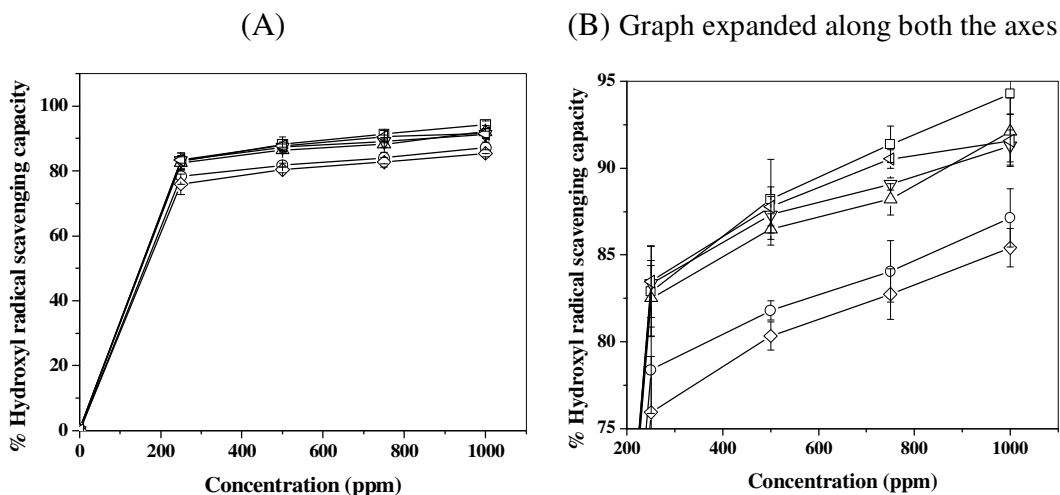 (A)
(B) Graph expanded along both the axes
% Hydroxyl radical scavenging capacity
100
80
60
40
20
0
0 200 400 600 800 1000
Concentration (ppm)
% Hydroxyl radical scavenging capacity
95
90
85
80
75
200 400 600 800 1000
Concentration (ppm)